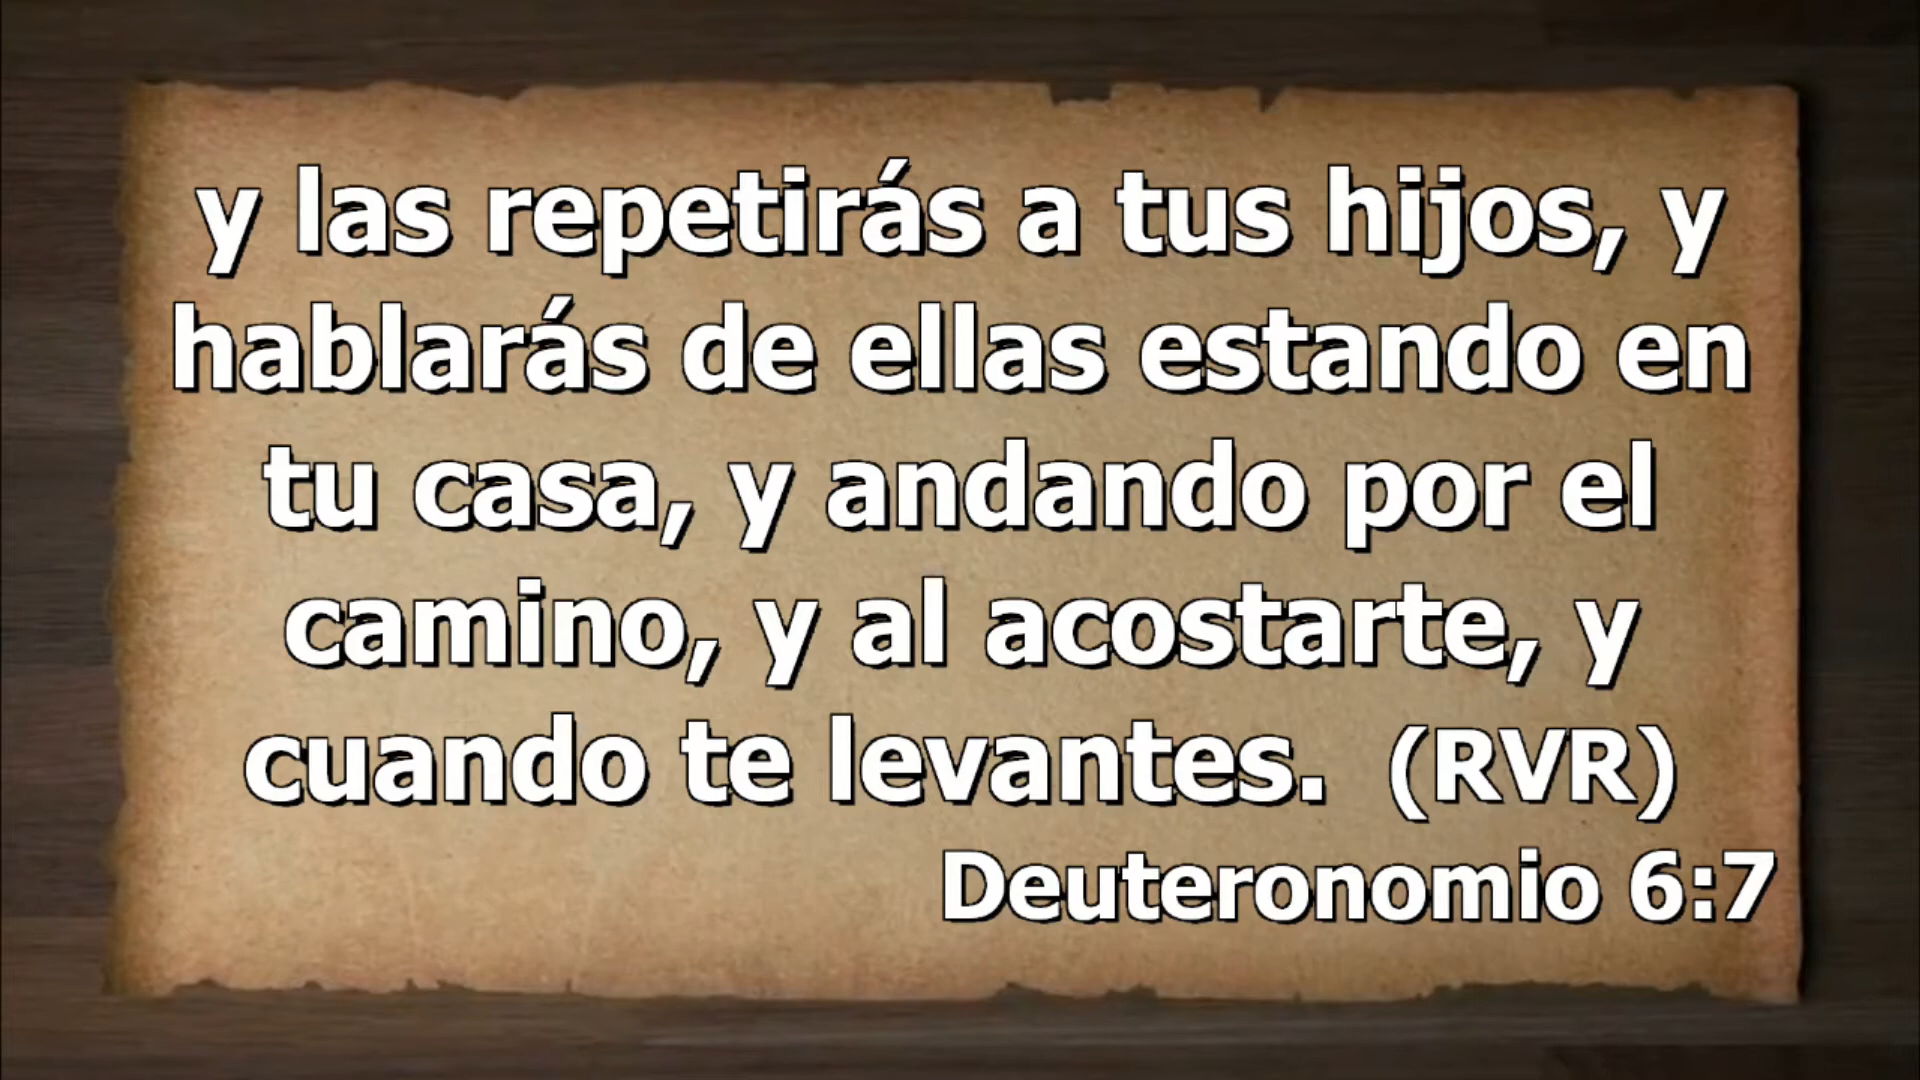 y las repetirás a tus hijos, y
hablarás de ellas estando en
tu casa, y andando por el
camino, y al acostarte, y
cuando te levantes.  (RVR)
Deuteronomio 6:7